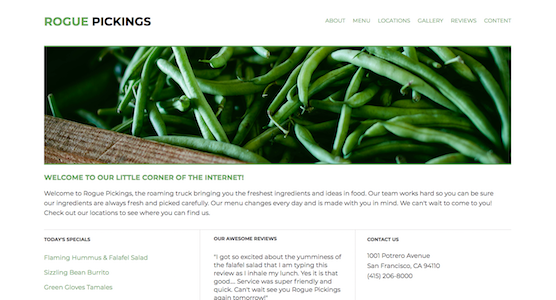 ROGUE PICKINGS
ABOUT MENU LOCATIONS GALLERY REVIEWS CONTENT
WELCOME TO OUR LITTLE CORNER OF THE INTERNET!
Welcome to Rogue Pickings, the roaming truck bringing you the freshest ingredients and ideas in food. Our team works hard so you can be sure
our ingredients are always fresh and picked carefully. Our menu changes every day and is made with you in mind. We can't wait to come to you!
Check out our locations to see where you can find us.
TODAY'S SPECIALS
Flaming Hummus & Falafel Salad
Sizzling Bean Burrito
Green Gloves Tamales
OUR AWESOME REVIEWS
"I got so excited about the yumminess
of the falafel salad that I am typing this
review as I inhale my lunch. Yes it is that
good.... Service was super friendly and
quick. Can't wait see you Rogue Pickings
again tomorrow!"
CONTACT US
1001 Potrero Avenue
San Francisco, CA 94110
(415) 206-8000